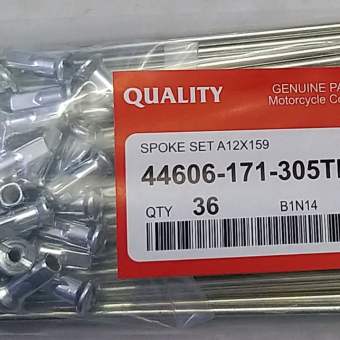 QUALITY
GENUINE PA
Motorcycle Co
SPOKE SET A12X159
44606-171-305T
QTY 36 B1N14